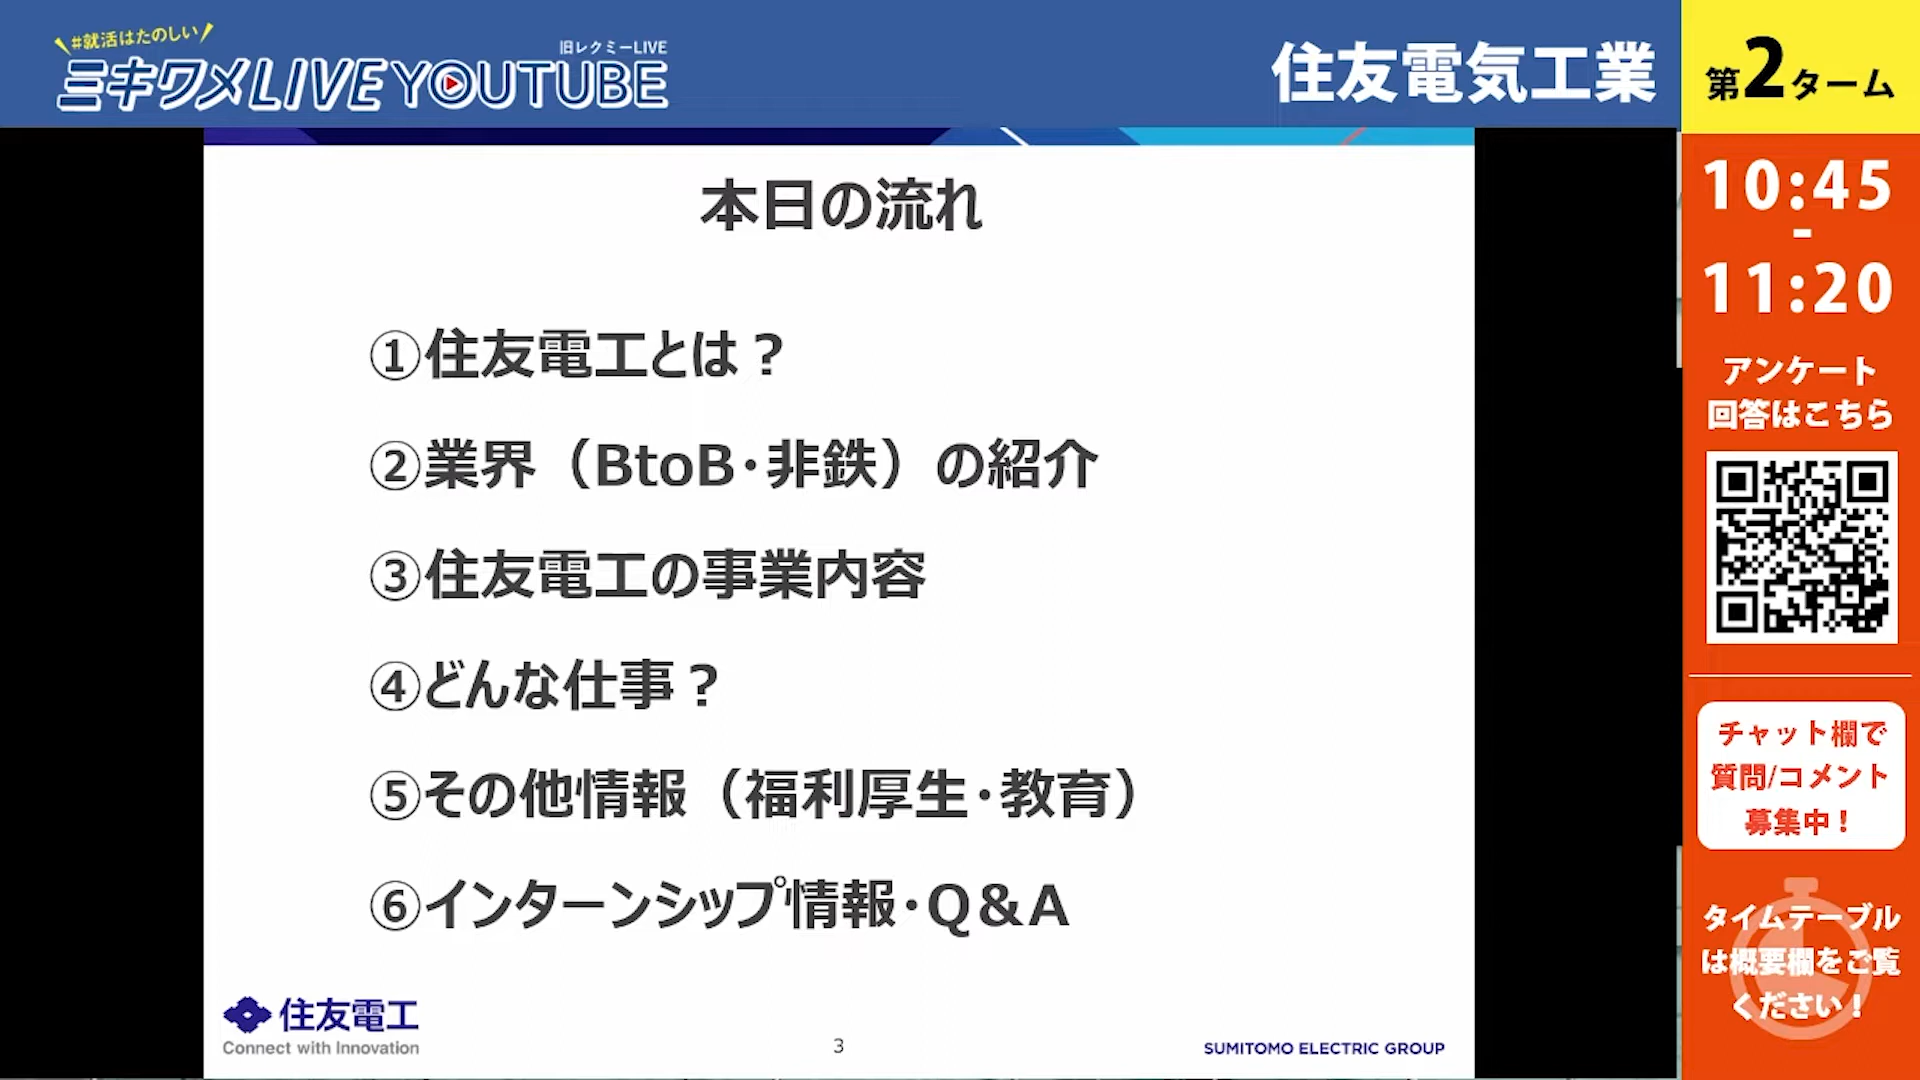 #就活はたのしい
旧レクミーLIVE
ミキワメLIVE YOUTUBE
住友電気工業
第2ターム
本日の流れ
①住友電工とは？
②業界（BtoB・非鉄）の紹介
③住友電工の事業内容
④どんな仕事？
⑤その他情報（福利厚生・教育）
⑥インターンシップ情報・Q＆A
住友電工
Connect with Innovation
3
SUMITOMO ELECTRIC GROUP
10:45
-
11:20
アンケート
回答はこちら
チャット欄で
質問/コメント
募集中！
タイムテーブル
は概要欄をご覧
ください！